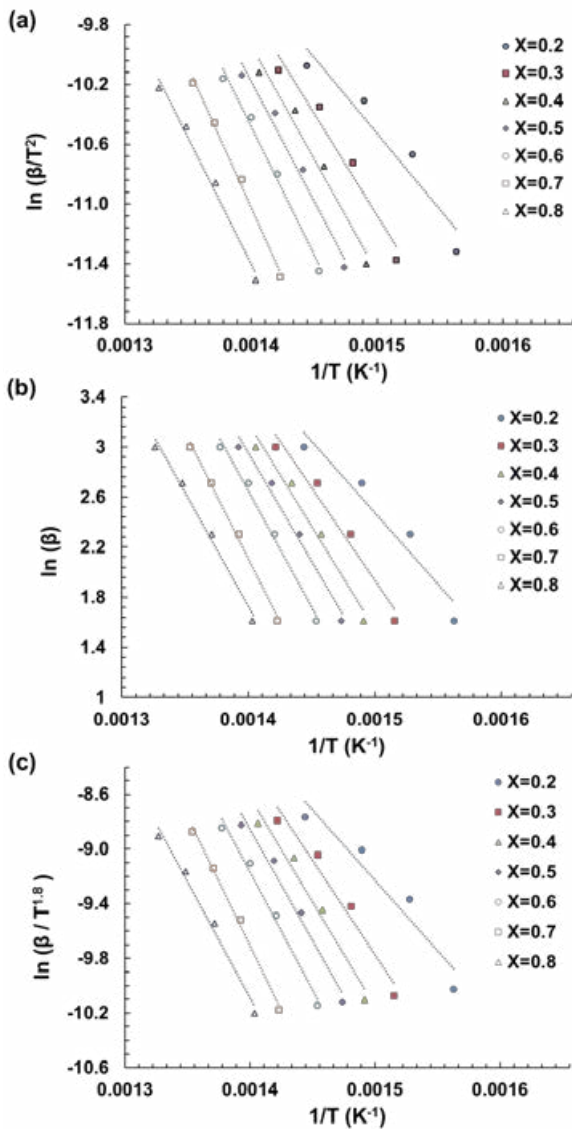 (a)
-9.8
-10.2
-10.6
-11.0
-11.4
-11.8
ln (β/T²)
0.0013 0.0014 0.0015 0.0016
1/T (K⁻¹)
X=0.2
X=0.3
X=0.4
X=0.5
X=0.6
X=0.7
X=0.8
(b)
3.4
3
2.6
2.2
1.8
1.4
1
ln (β)
0.0013 0.0014 0.0015 0.0016
1/T (K⁻¹)
X=0.2
X=0.3
X=0.4
X=0.5
X=0.6
X=0.7
X=0.8
(c)
-8.6
-9.0
-9.4
-9.8
-10.2
-10.6
ln (β / T¹·⁸)
0.0013 0.0014 0.0015 0.0016
1/T (K⁻¹)
X=0.2
X=0.3
X=0.4
X=0.5
X=0.6
X=0.7
X=0.8